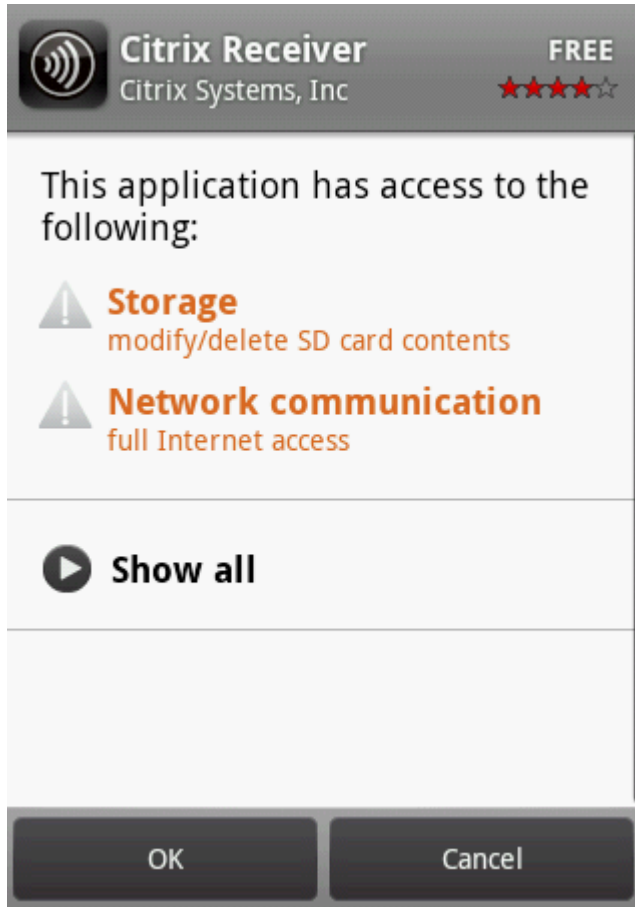 Citrix Receiver
FREE
Citrix Systems, Inc
This application has access to the
following:
Storage
modify/delete SD card contents
Network communication
full Internet access
Show all
OK
Cancel